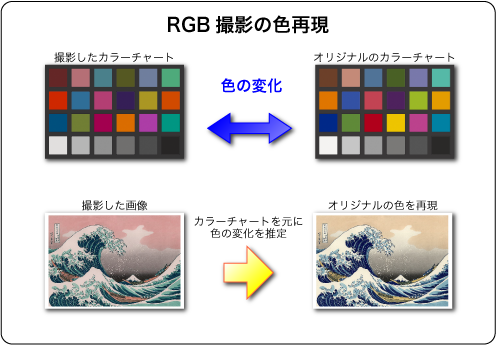 RGB 撮影の色再現
撮影したカラーチャート
オリジナルのカラーチャート
色の変化
撮影した画像
オリジナルの色を再現
カラーチャートを元に
色の変化を推定